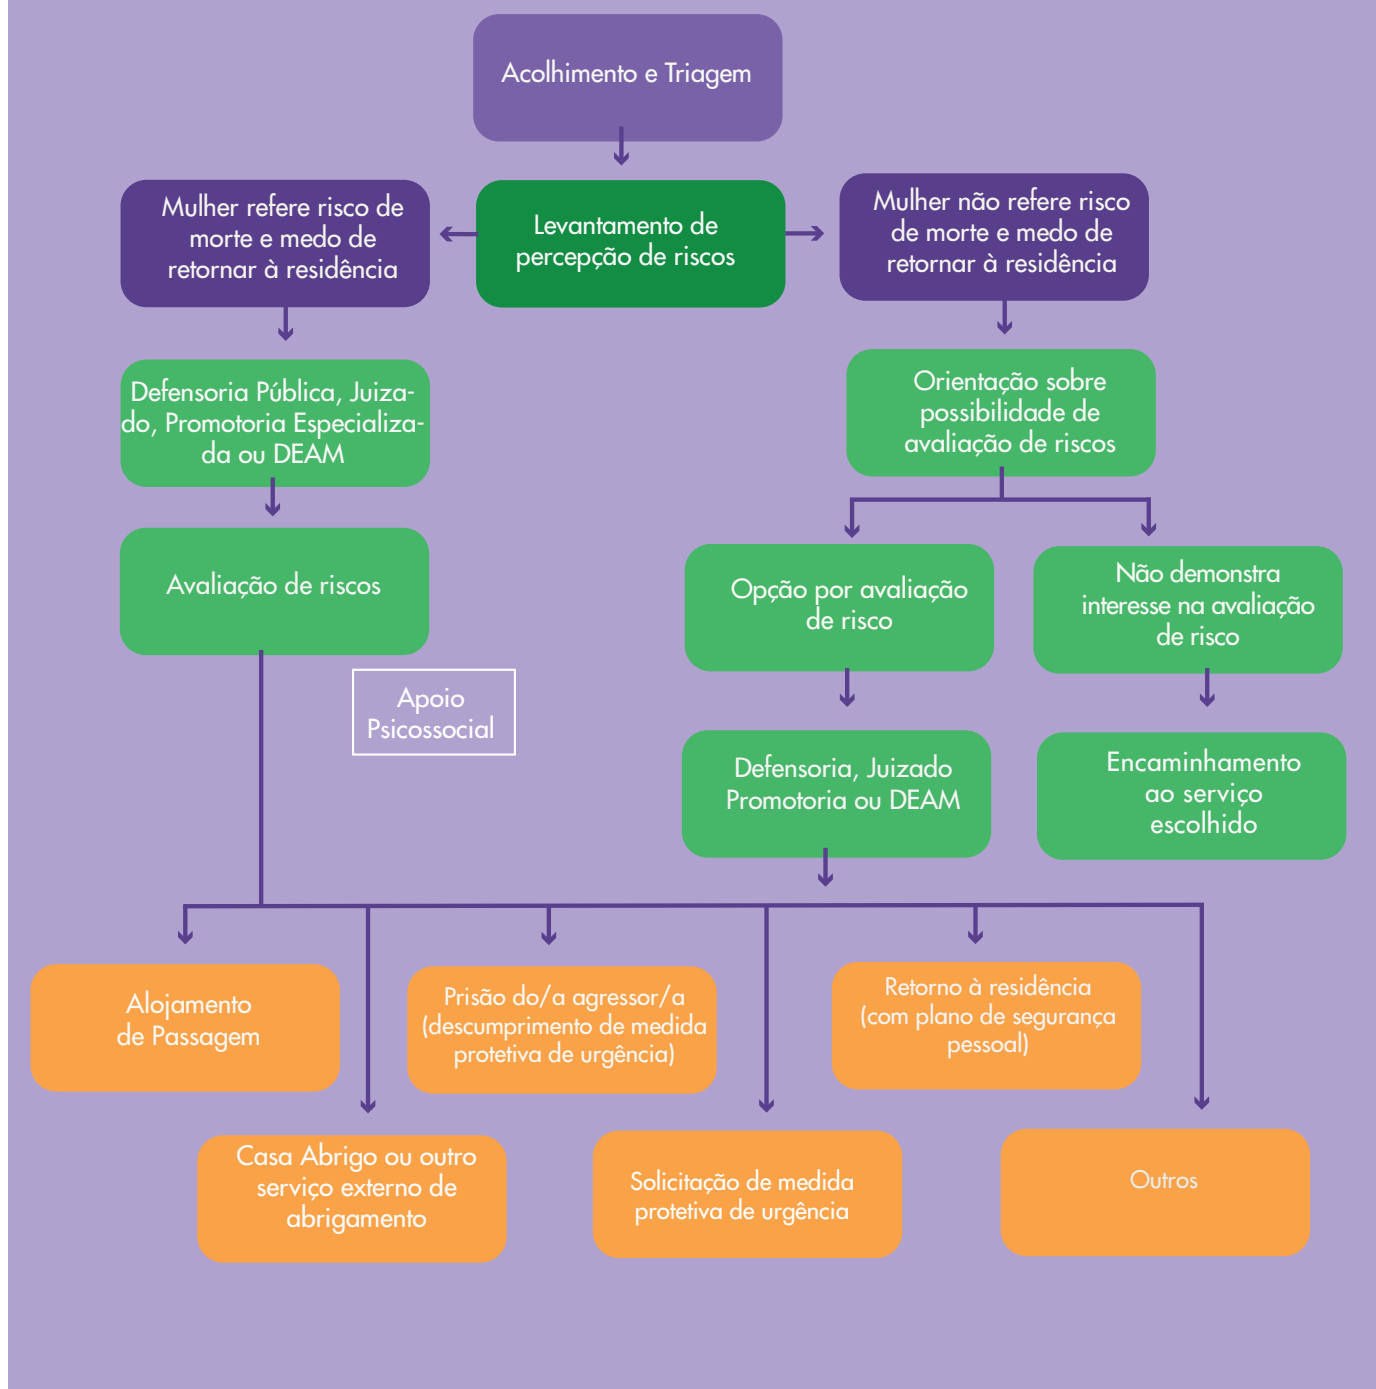 Acolhimento e Triagem
Mulher refere risco de
morte e medo de
retornar à residência
Levantamento de
percepção de riscos
Mulher não refere risco
de morte e medo de
retornar à residência
Defensoria Pública, Juiza-
do, Promotoria Especializa-
da ou DEAM
Orientação sobre
possibilidade de
avaliação de riscos
Avaliação de riscos
Opção por avaliação
de risco
Não demonstra
interesse na avaliação
de risco
Apoio
Psicossocial
Defensoria, Juizado
Promotoria ou DEAM
Encaminhamento
ao serviço
escolhido
Alojamento
de Passagem
Prisão do/a agressor/a
(descumprimento de medida
protetiva de urgência)
Retorno à residência
(com plano de segurança
pessoal)
Casa Abrigo ou outro
serviço externo de
abrigamento
Solicitação de medida
protetiva de urgência
Outros